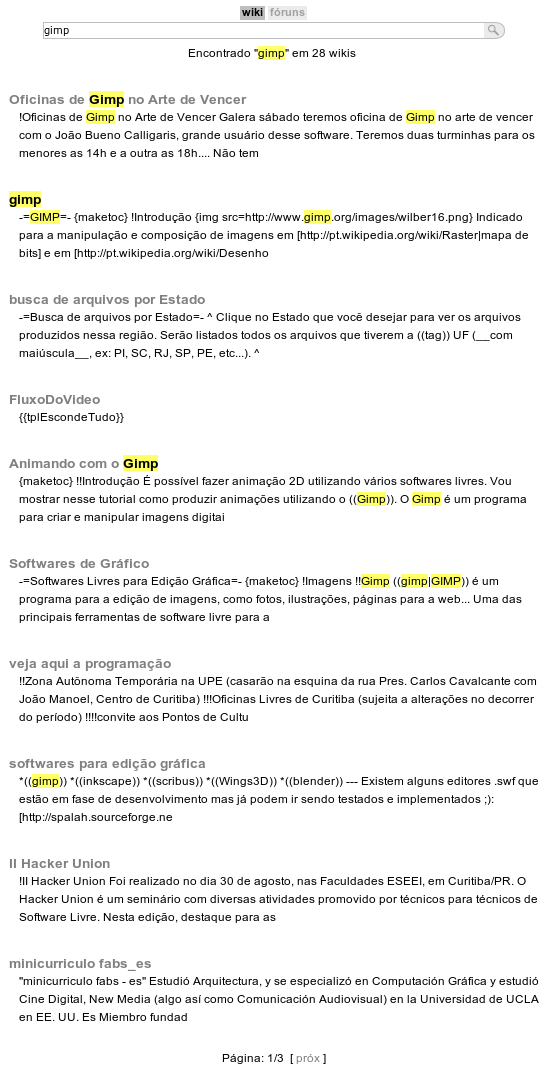 wiki fóruns
gimp
Encontrado "gimp" em 28 wikis
Oficinas de Gimp no Arte de Vencer
!Oficinas de Gimp no Arte de Vencer Galera sábado teremos oficina de Gimp no arte de vencer
com o João Bueno Calligaris, grande usuário desse software. Teremos duas turminhas para os
menores as 14h e a outra as 18h.... Não tem
gimp
-=GIMP=- {maketoc} !Introdução {img src=http://www.gimp.org/images/wilber16.png} Indicado
para a manipulação e composição de imagens em [http://pt.wikipedia.org/wiki/Raster|mapa de
bits] e em [http://pt.wikipedia.org/wiki/Desenho
busca de arquivos por Estado
-=Busca de arquivos por Estado=- ^ Clique no Estado que você desejar para ver os arquivos
produzidos nessa região. Serão listados todos os arquivos que tiverem a ((tag)) UF (__com
maiúscula__, ex: PI, SC, RJ, SP, PE, etc...). ^
FluxoDoVideo
{{tplEscondeTudo}}
Animando com o Gimp
{maketoc} !!Introdução É possível fazer animação 2D utilizando vários softwares livres. Vou
mostrar nesse tutorial como produzir animações utilizando o ((Gimp)). O Gimp é um programa
para criar e manipular imagens digitai
Softwares de Gráfico
-=Softwares Livres para Edição Gráfica=- {maketoc} !Imagens !!Gimp ((gimp|GIMP)) é um
programa para a edição de imagens, como fotos, ilustrações, páginas para a web... Uma das
principais ferramentas de software livre para a
veja aqui a programação
!!Zona Autônoma Temporária na UPE (casarão na esquina da rua Pres. Carlos Cavalcante com
João Manoel, Centro de Curitiba) !!!Oficinas Livres de Curitiba (sujeita a alterações no decorrer
do período) !!!!convite aos Pontos de Cultu
softwares para edição gráfica
*((gimp)) *((inkscape)) *((scribus)) *((Wings3D)) *((blender)) --- Existem alguns editores .swf que
estão em fase de desenvolvimento mas já podem ir sendo testados e implementados ;):
[http://spalah.sourceforge.ne
II Hacker Union
!II Hacker Union Foi realizado no dia 30 de agosto, nas Faculdades ESEEI, em Curitiba/PR. O
Hacker Union é um seminário com diversas atividades promovido por técnicos para técnicos de
Software Livre. Nesta edição, destaque para as
minicurriculo fabs_es
"minicurriculo fabs - es" Estudió Arquitectura, y se especializó en Computación Gráfica y estudió
Cine Digital, New Media (algo así como Comunicación Audiovisual) en la Universidad de UCLA
en EE. UU. Es Miembro fundad
Página: 1/3 [ próx ]